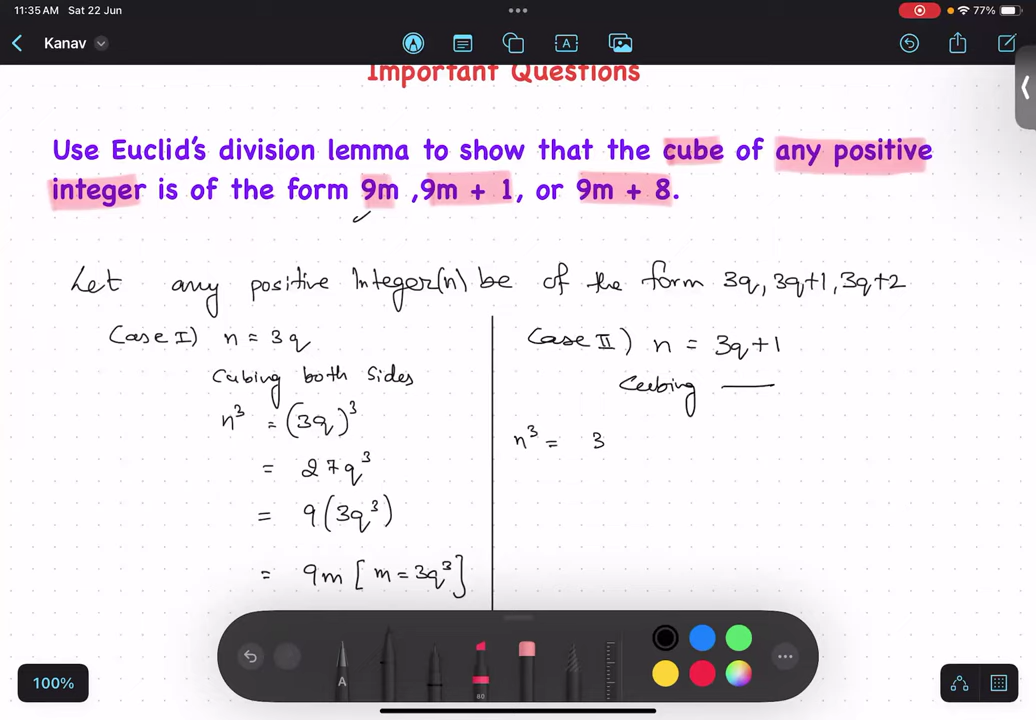 11:35 AM Sat 22 Jun
77%
Kanav
Important Questions
Use Euclid's division lemma to show that the cube of any positive
integer is of the form 9m ,9m + 1, or 9m + 8.
Let any positive Integer(n) be of the form 3q, 3q+1, 3q+2
Case I) n = 3q
Cubing both sides
n³ = (3q)³
= 27q³
= 9(3q³)
= 9m [m = 3q³]
Case II) n = 3q+1
Cubing
n³ = 3
A
80
100%